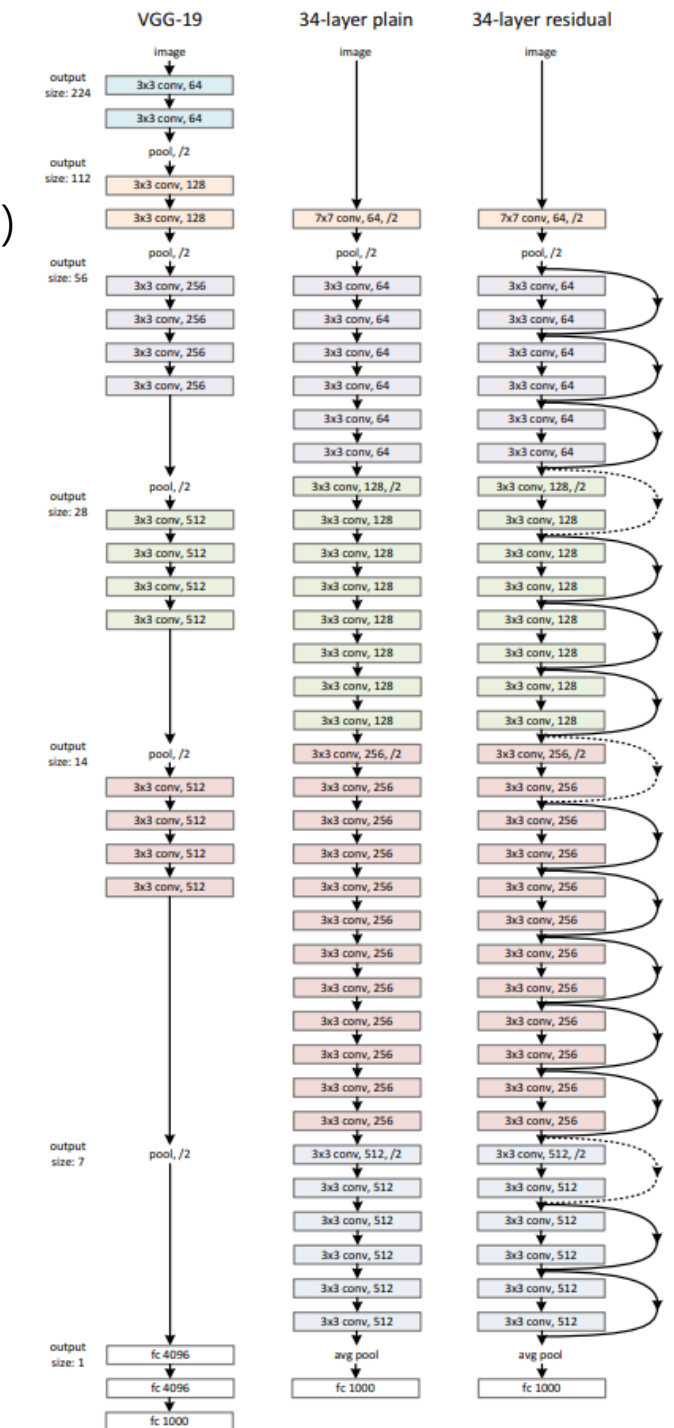 output
size: 224
output
size: 112
)
output
size: 56
output
size: 28
output
size: 14
output
size: 7
output
size: 1
VGG-19
image
3x3 conv, 64
3x3 conv, 64
pool, /2
3x3 conv, 128
3x3 conv, 128
pool, /2
3x3 conv, 256
3x3 conv, 256
3x3 conv, 256
3x3 conv, 256
pool, /2
3x3 conv, 512
3x3 conv, 512
3x3 conv, 512
3x3 conv, 512
pool, /2
3x3 conv, 512
3x3 conv, 512
3x3 conv, 512
3x3 conv, 512
pool, /2
fc 4096
fc 4096
fc 1000
34-layer plain
image
7x7 conv, 64, /2
pool, /2
3x3 conv, 64
3x3 conv, 64
3x3 conv, 64
3x3 conv, 64
3x3 conv, 64
3x3 conv, 64
3x3 conv, 128, /2
3x3 conv, 128
3x3 conv, 128
3x3 conv, 128
3x3 conv, 128
3x3 conv, 128
3x3 conv, 128
3x3 conv, 128
3x3 conv, 256, /2
3x3 conv, 256
3x3 conv, 256
3x3 conv, 256
3x3 conv, 256
3x3 conv, 256
3x3 conv, 256
3x3 conv, 256
3x3 conv, 256
3x3 conv, 256
3x3 conv, 256
3x3 conv, 256
3x3 conv, 512, /2
3x3 conv, 512
3x3 conv, 512
3x3 conv, 512
3x3 conv, 512
3x3 conv, 512
avg pool
fc 1000
34-layer residual
image
7x7 conv, 64, /2
pool, /2
3x3 conv, 64
3x3 conv, 64
3x3 conv, 64
3x3 conv, 64
3x3 conv, 64
3x3 conv, 64
3x3 conv, 128, /2
3x3 conv, 128
3x3 conv, 128
3x3 conv, 128
3x3 conv, 128
3x3 conv, 128
3x3 conv, 128
3x3 conv, 128
3x3 conv, 256, /2
3x3 conv, 256
3x3 conv, 256
3x3 conv, 256
3x3 conv, 256
3x3 conv, 256
3x3 conv, 256
3x3 conv, 256
3x3 conv, 256
3x3 conv, 256
3x3 conv, 256
3x3 conv, 256
3x3 conv, 512, /2
3x3 conv, 512
3x3 conv, 512
3x3 conv, 512
3x3 conv, 512
3x3 conv, 512
avg pool
fc 1000